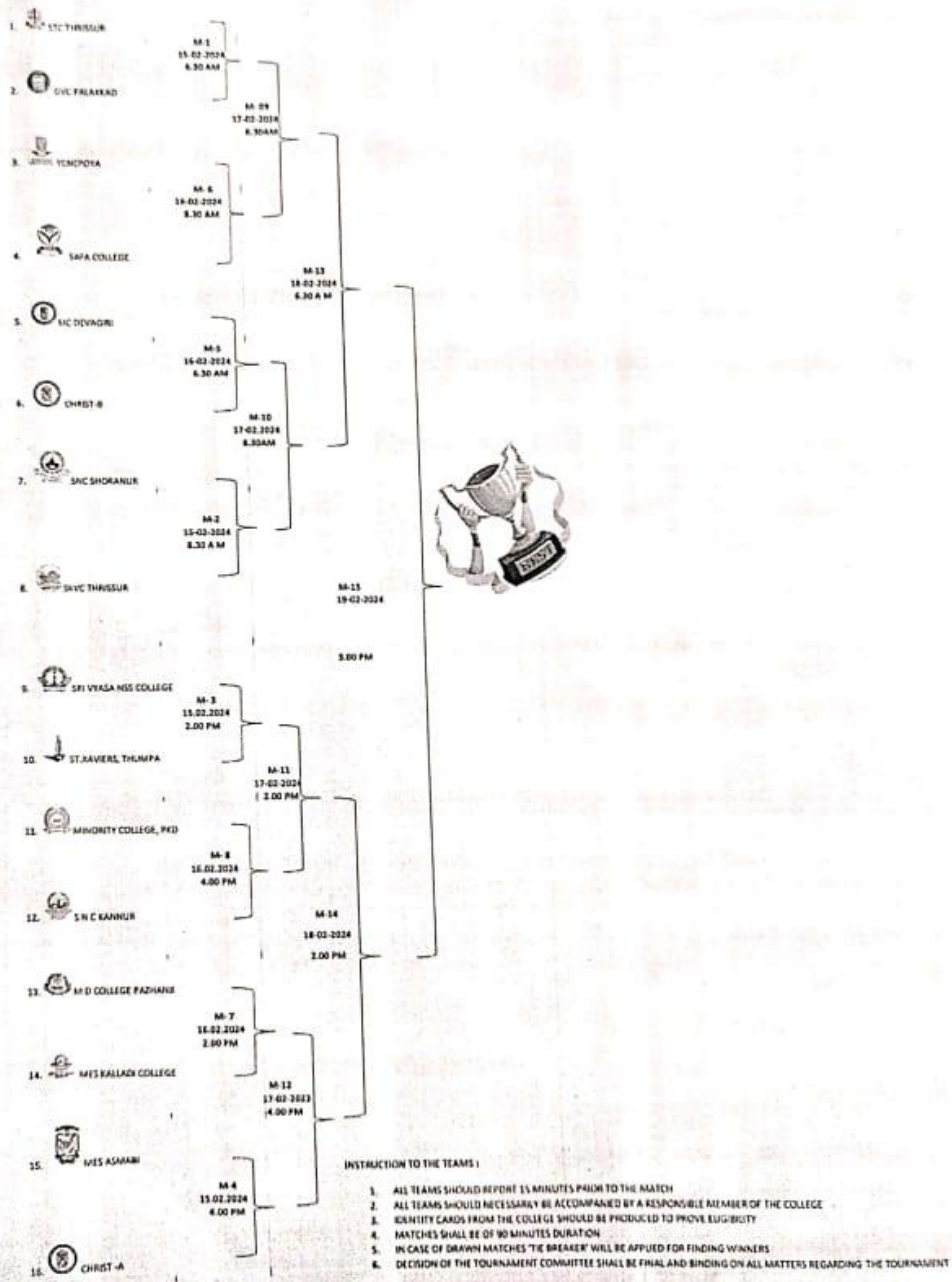 1. STC THRISSUR
M-1
15-02-2024
6.30 AM
2. GVC PALAKKAD
M- 09
17-02-2024
6.30AM
3. YENEPOYA
M- 6
16-02-2024
8.30 AM
4. SAFA COLLEGE
M-13
18-02-2024
6.30 A M
5. SJC DEVAGIRI
M-5
16-02-2024
6.30 AM
6. CHRIST-B
M-10
17-02.2024
7. SNC SHORANUR
M-2
15-02-2024
8.30 A M
BEST
8. THRISSUR
M-15
19-02-2024
9. SRI VYASA NSS COLLEGE
M- 3
15.02.2024
2.00 PM
10. ST.XAVIERS, THUMPA
M-11
17-02-2024
2.00 PM
11. MINORITY COLLEGE, PKD
M- 8
16.02.2024
4.00 PM
12. S N C KANNUR
M-14
18-02-2024
2.00 PM
13. M D COLLEGE PAZHANJI
M- 7
16.02.2024
2.00 PM
14. MES KALLADI COLLEGE
M-12
17-02-2023
4.00 PM
15. MES ASMABI
M- 4
15.02.2024
4.00 PM
16. CHRIST -A
INSTRUCTION TO THE TEAMS :
1. ALL TEAMS SHOULD REPORT 15 MINUTES PRIOR TO THE MATCH
2. ALL TEAMS SHOULD NECESSARILY BE ACCOMPANIED BY A RESPONSIBLE MEMBER OF THE COLLEGE
3. IDENTITY CARDS FROM THE COLLEGE SHOULD BE PRODUCED TO PROVE ELIGIBILITY
4. MATCHES SHALL BE OF 90 MINUTES DURATION
5. IN CASE OF DRAWN MATCHES 'TIE BREAKER' WILL BE APPLIED FOR FINDING WINNERS
6. DECISION OF THE TOURNAMENT COMMITTEE SHALL BE FINAL AND BINDING ON ALL MATTERS REGARDING THE TOURNAMENT